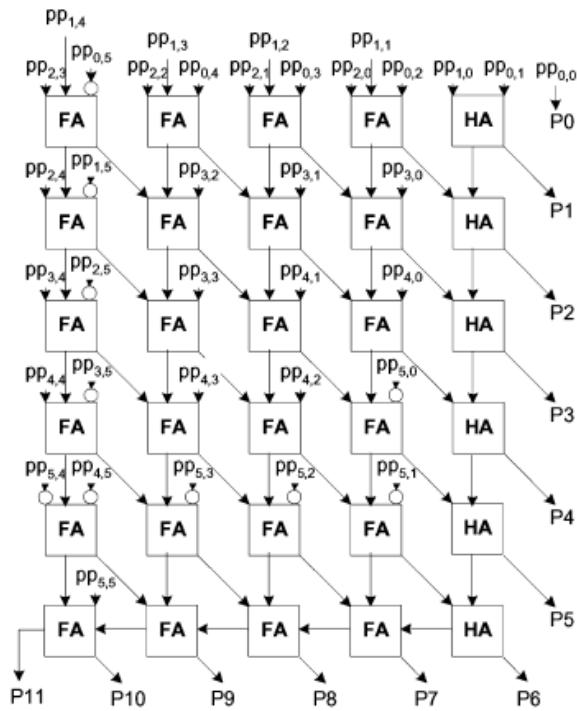 pp1,4
pp0,5 pp1,3 pp1,2 pp1,1
pp2,3 pp2,2 pp0,4 pp2,1 pp0,3 pp2,0 pp0,2 pp1,0 pp0,1 pp0,0
FA FA FA FA HA P0
pp2,4 pp1,5 pp3,2 pp3,1 pp3,0 P1
FA FA FA FA HA
pp3,4 pp2,5 pp3,3 pp4,1 pp4,0 P2
FA FA FA FA HA
pp4,4 pp3,5 pp4,3 pp4,2 pp5,0 P3
FA FA FA FA HA
pp5,4 pp4,5 pp5,3 pp5,2 pp5,1 P4
FA FA FA FA HA
pp5,5 P5
FA FA FA FA HA
P11 P10 P9 P8 P7 P6